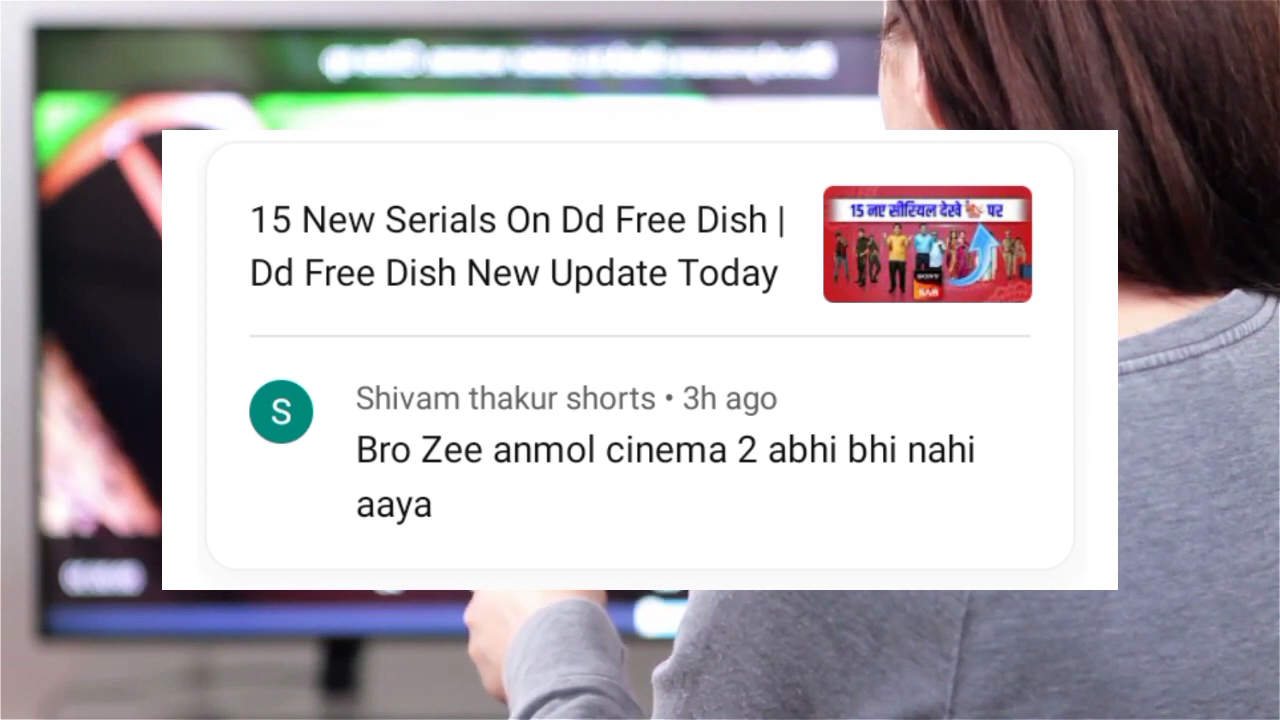 15 New Serials On Dd Free Dish |
Dd Free Dish New Update Today
15 नए सीरियल देखे पर
SONY
SAB
S
Shivam thakur shorts • 3h ago
Bro Zee anmol cinema 2 abhi bhi nahi
aaya